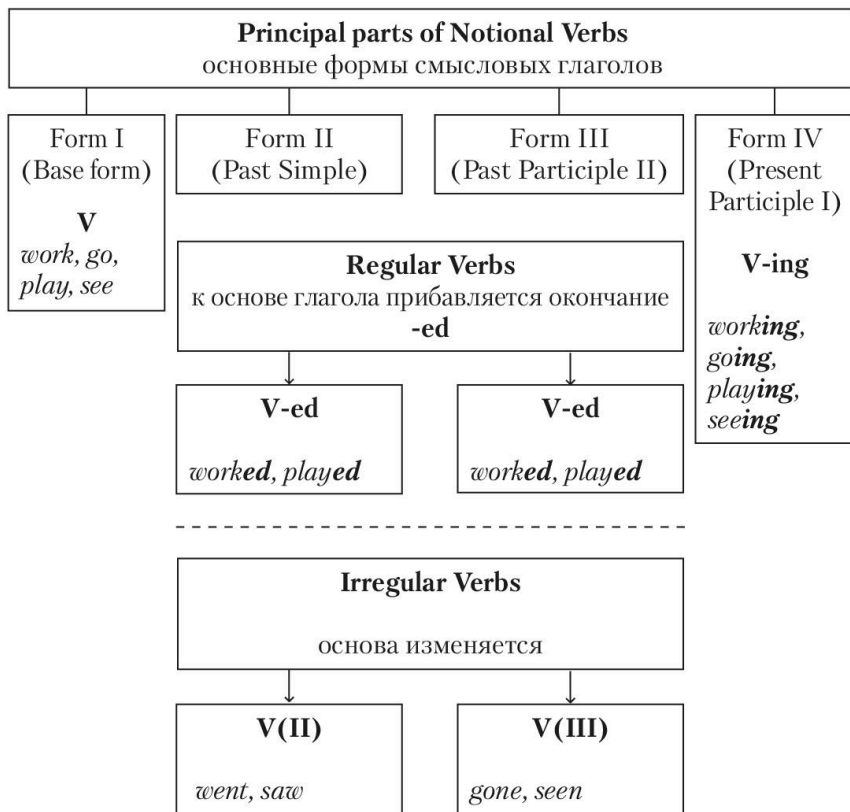 Principal parts of Notional Verbs
основные формы смысловых глаголов
Form I
(Base form)
V
work, go,
play, see
Form II
(Past Simple)
Form III
(Past Participle II)
Form IV
(Present
Participle I)
V-ing
working,
going,
playing,
seeing
Regular Verbs
к основе глагола прибавляется окончание
-ed
V-ed
worked, played
V-ed
worked, played
Irregular Verbs
основа изменяется
V(II)
went, saw
V(III)
gone, seen